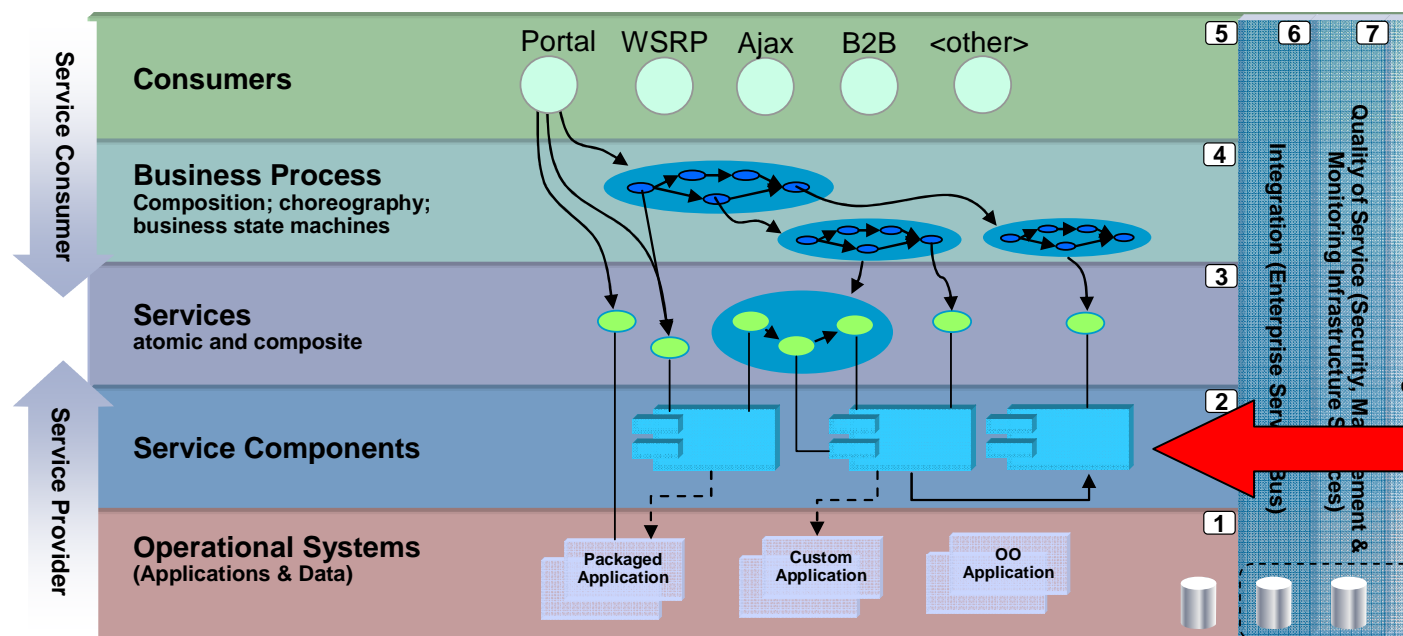 Portal WSRP Ajax B2B <other>
5
6
7
Consumers
4
Business Process
Composition; choreography;
business state machines
3
Services
atomic and composite
2
Service Components
1
Operational Systems
(Applications & Data)
Packaged
Application
Custom
Application
OO
Application
Service Consumer
Service Provider
Integration (Enterprise Serv Bus)
Quality of Service (Security, Ma ement &
Monitoring Infrastructure S ces)